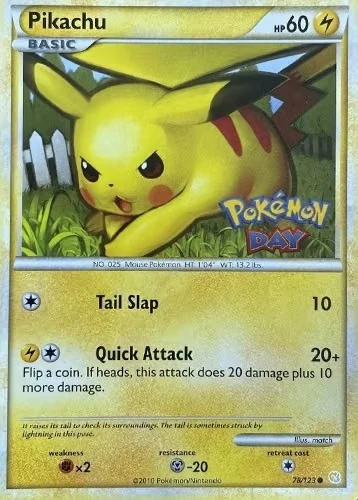 Pikachu HP60
BASIC
POKéMON
DAY
NO. 025 Mouse Pokémon HT: 1'04" WT: 13.2 lbs.
Tail Slap 10
Quick Attack 20+
Flip a coin. If heads, this attack does 20 damage plus 10
more damage.
It raises its tail to check its surroundings. The tail is sometimes struck by
lightning in this pose.
Illus. match
weakness resistance retreat cost
×2 -20
©2010 Pokémon/Nintendo 78/123